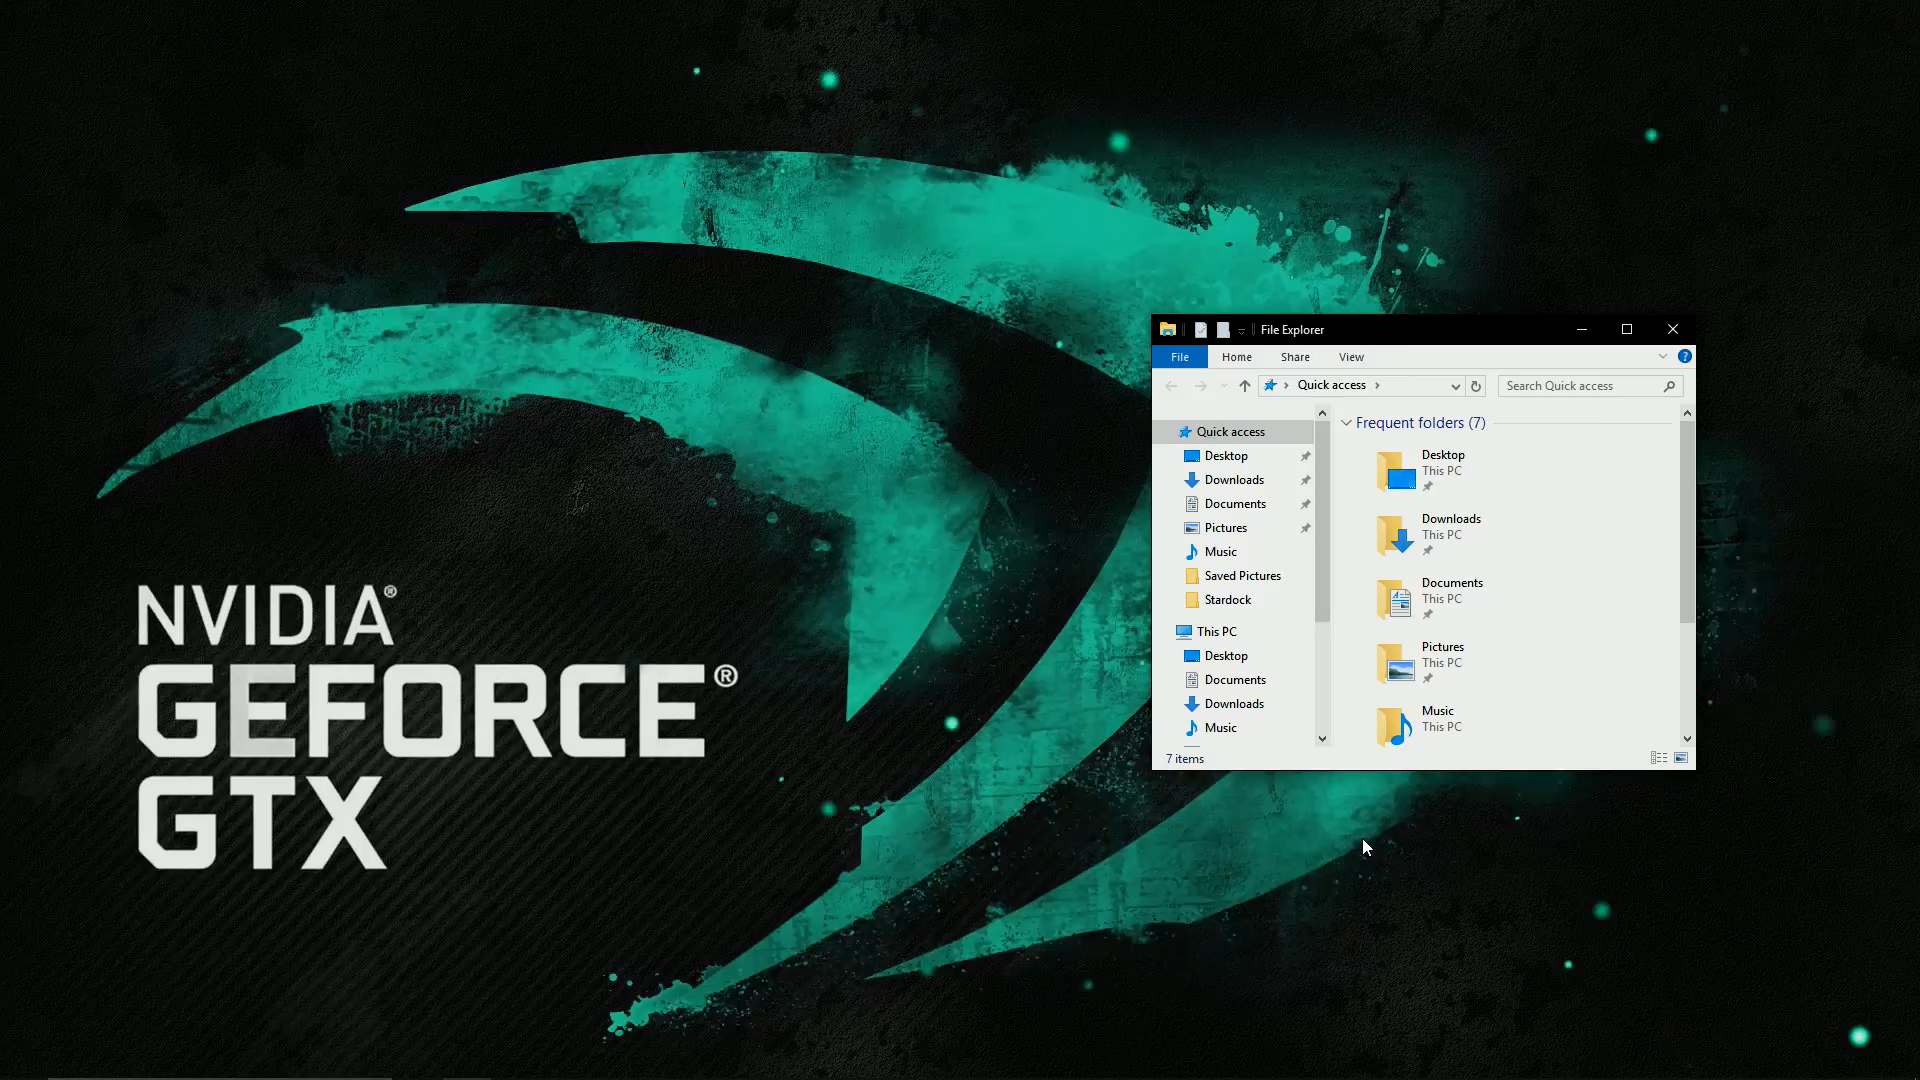 NVIDIA®
GEFORCE®
GTX
File Explorer
File Home Share View
Quick access
Search Quick access
Quick access
Desktop
Downloads
Documents
Pictures
Music
Saved Pictures
Stardock
This PC
Desktop
Documents
Downloads
Music
Frequent folders (7)
Desktop
This PC
Downloads
This PC
Documents
This PC
Pictures
This PC
Music
This PC
7 items